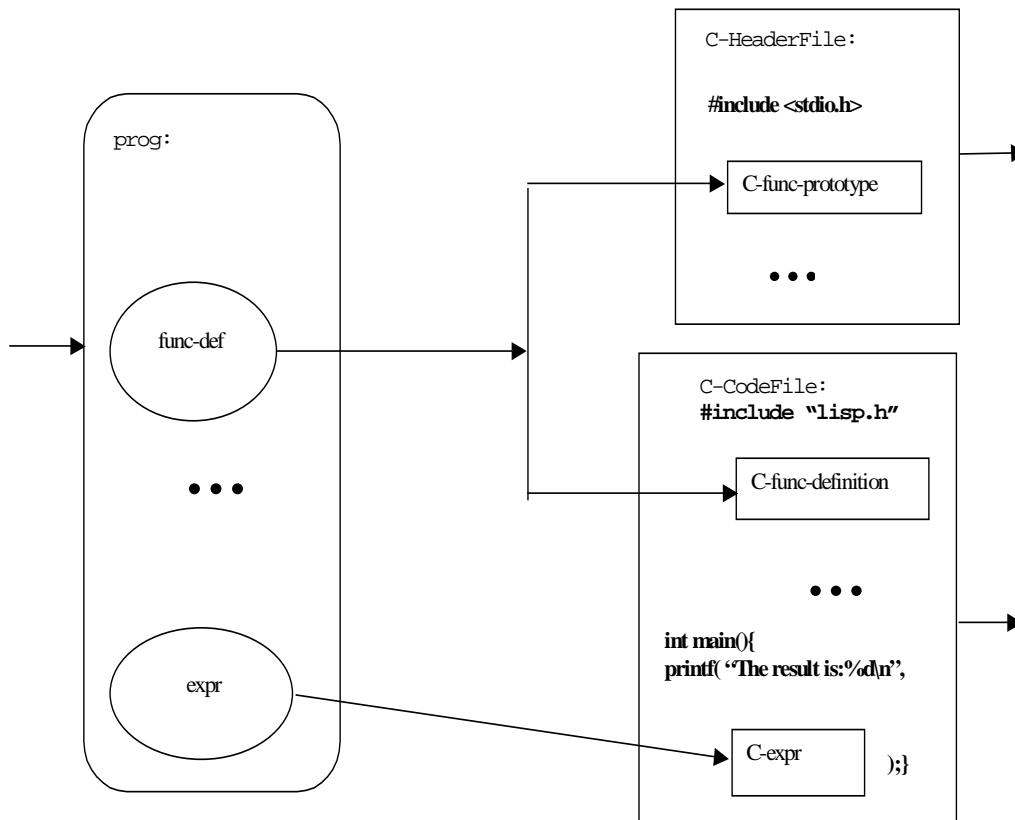 prog:
func-def
•••
expr
C-HeaderFile:
#include <stdio.h>
C-func-prototype
•••
C-CodeFile:
#include “lisp.h”
C-func-definition
•••
int main(){
printf( “The result is:%d\n”,
C-expr );}